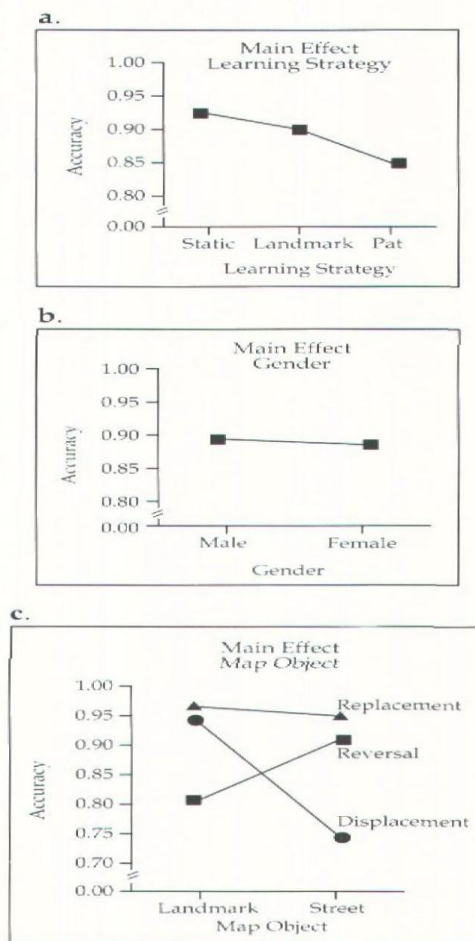 a.
Main Effect
Learning Strategy
1.00
0.95
0.90
0.85
0.80
0.00
Accuracy
Static Landmark Pat
Learning Strategy
b.
Main Effect
Gender
1.00
0.95
0.90
0.85
0.80
0.00
Accuracy
Male Female
Gender
c.
Main Effect
Map Object
1.00
0.95
0.90
0.85
0.80
0.75
0.70
0.00
Accuracy
Replacement
Reversal
Displacement
Landmark Street
Map Object